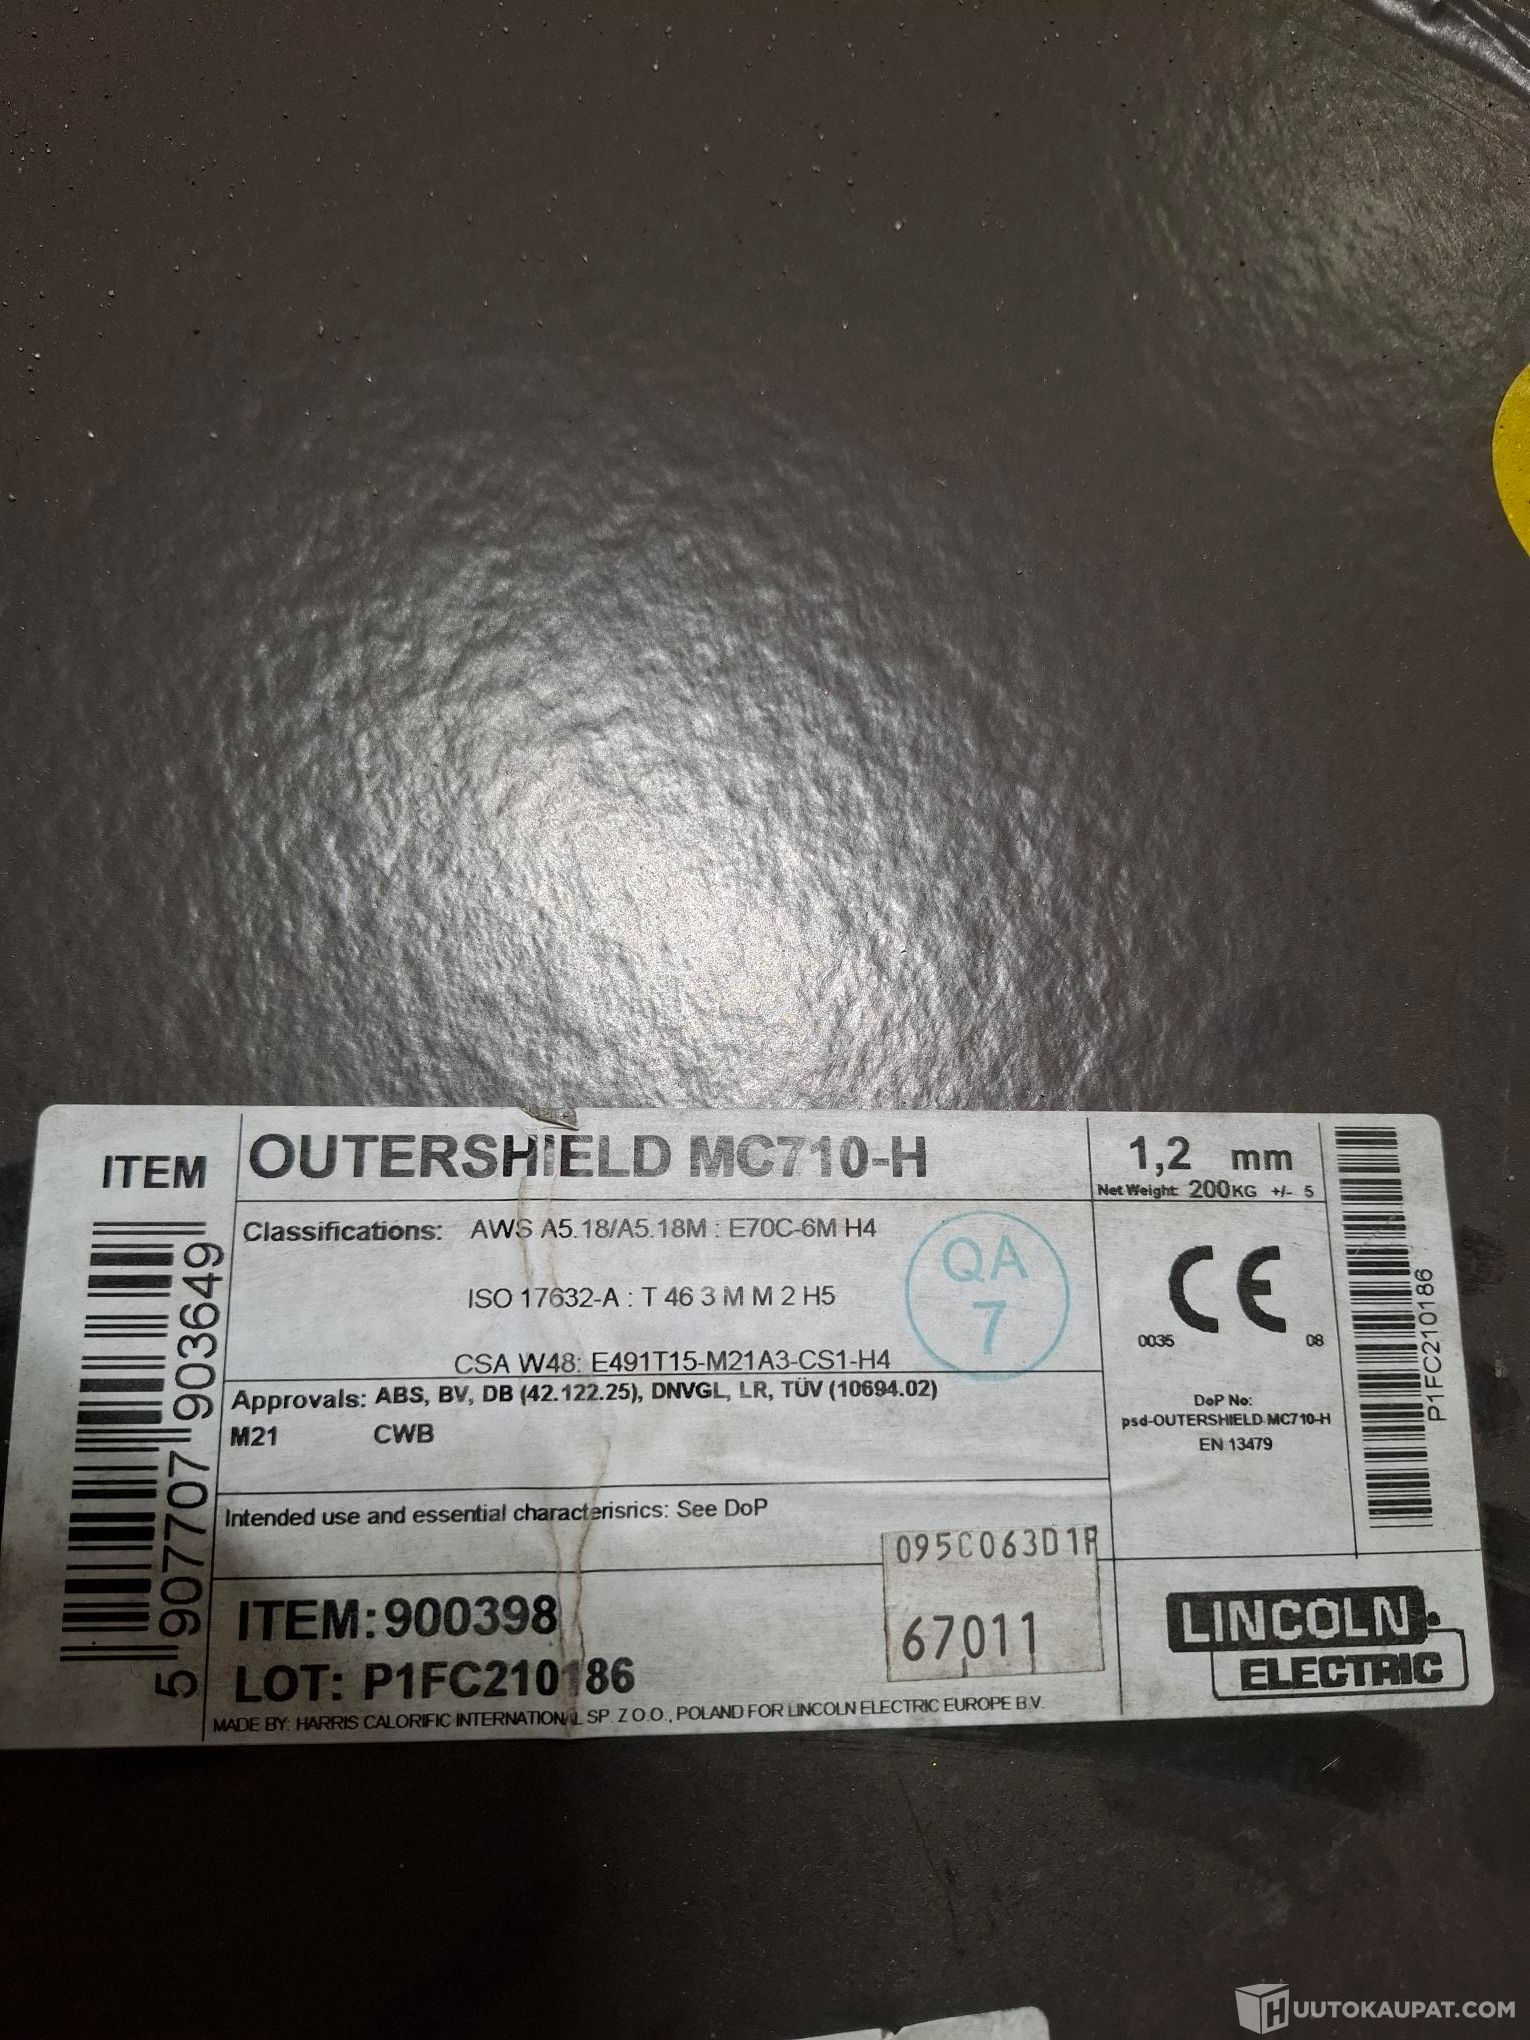 ITEM
OUTERSHIELD MC710-H
1,2 mm
Net Weight: 200KG +/- 5
Classifications: AWS A5.18/A5.18M : E70C-6M H4
ISO 17632-A : T 46 3 M M 2 H5
CSA W48: E491T15-M21A3-CS1-H4
QA
7
CE
0035 08
Approvals: ABS, BV, DB (42.122.25), DNVGL, LR, TÜV (10694.02)
M21 CWB
DoP No:
psd-OUTERSHIELD MC710-H
EN 13479
Intended use and essential characterisrics: See DoP
095C063D1R
67011
ITEM: 900398
LOT: P1FC210186
MADE BY: HARRIS CALORIFIC INTERNATIONAL SP. Z O.O., POLAND FOR LINCOLN ELECTRIC EUROPE B.V.
LINCOLN
ELECTRIC
5 907707 903649
P1FC210186
HUUTOKAUPAT.COM